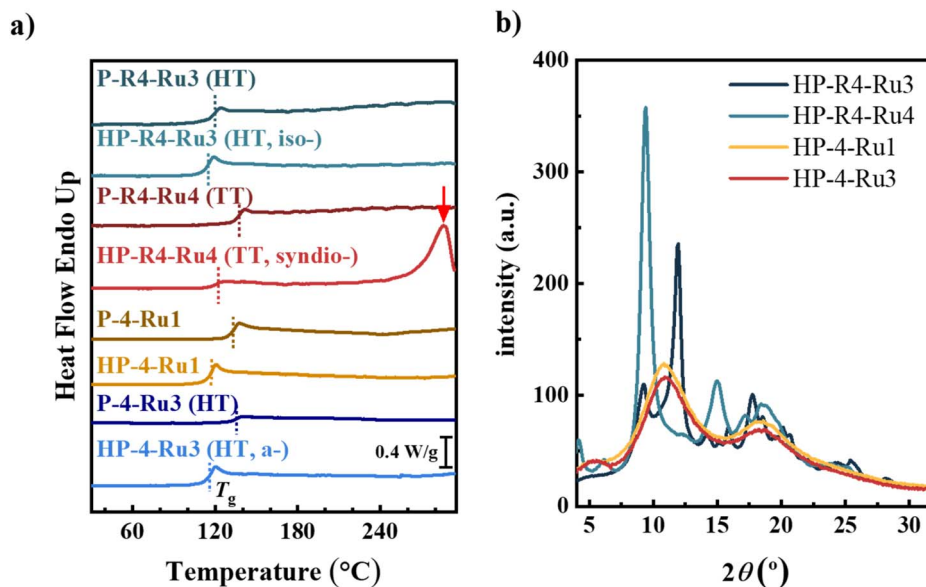 a)
Heat Flow Endo Up
P-R4-Ru3 (HT)
HP-R4-Ru3 (HT, iso-)
P-R4-Ru4 (TT)
HP-R4-Ru4 (TT, syndio-)
P-4-Ru1
HP-4-Ru1
P-4-Ru3 (HT)
0.4 W/g
HP-4-Ru3 (HT, a-)
Tg
60 120 180 240
Temperature (°C)
b)
intensity (a.u.)
400
300
200
100
0
HP-R4-Ru3
HP-R4-Ru4
HP-4-Ru1
HP-4-Ru3
5 10 15 20 25 30
2θ (°)